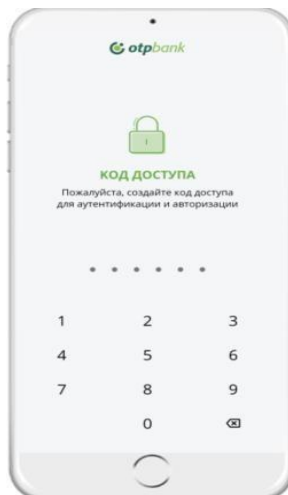 otpbank
КОД ДОСТУПА
Пожалуйста, создайте код доступа
для аутентификации и авторизации
1 2 3
4 5 6
7 8 9
0